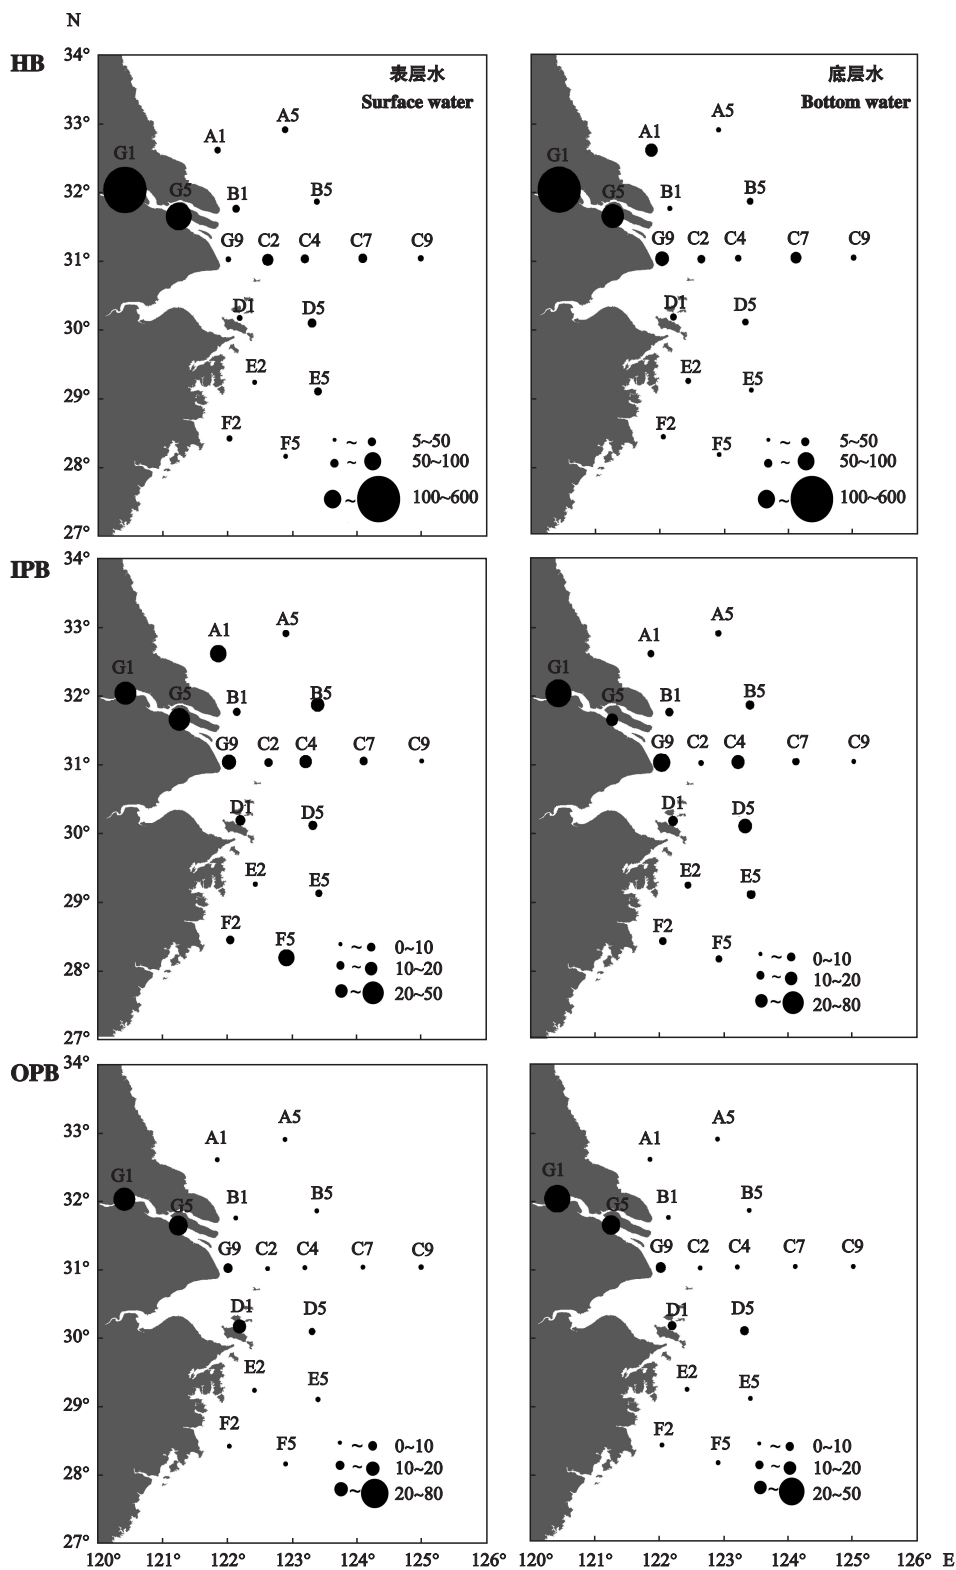 N
HB
34°
33°
32°
31°
30°
29°
28°
27°
表层水
Surface water
A5
A1
G1
G5
B1
B5
G9 C2 C4 C7 C9
D1
D5
E2
E5
F2
F5
~ 5~50
~ 50~100
~ 100~600
底层水
Bottom water
A5
A1
G1
G5
B1
B5
G9 C2 C4 C7 C9
D1
D5
E2
E5
F2
F5
~ 5~50
~ 50~100
~ 100~600
IPB
34°
33°
32°
31°
30°
29°
28°
27°
A5
A1
G1
G5
B1
B5
G9 C2 C4 C7 C9
D1
D5
E2
E5
F2
F5
~ 0~10
~ 10~20
~ 20~50
A5
A1
G1
G5
B1
B5
G9 C2 C4 C7 C9
D1
D5
E2
E5
F2
F5
~ 0~10
~ 10~20
~ 20~80
OPB
34°
33°
32°
31°
30°
29°
28°
27°
A5
A1
G1
G5
B1
B5
G9 C2 C4 C7 C9
D1
D5
E2
E5
F2
F5
~ 0~10
~ 10~20
~ 20~80
120° 121° 122° 123° 124° 125° 126°
A5
A1
G1
G5
B1
B5
G9 C2 C4 C7 C9
D1
D5
E2
E5
F2
F5
~ 0~10
~ 10~20
~ 20~50
120° 121° 122° 123° 124° 125° 126° E